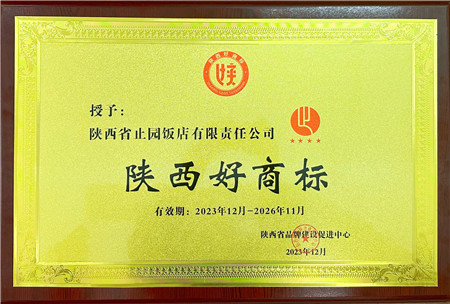 授予：
陕西省止园饭店有限责任公司
陕西好商标
有效期：2023年12月-2026年11月
陕西省品牌建设促进中心
2023年12月